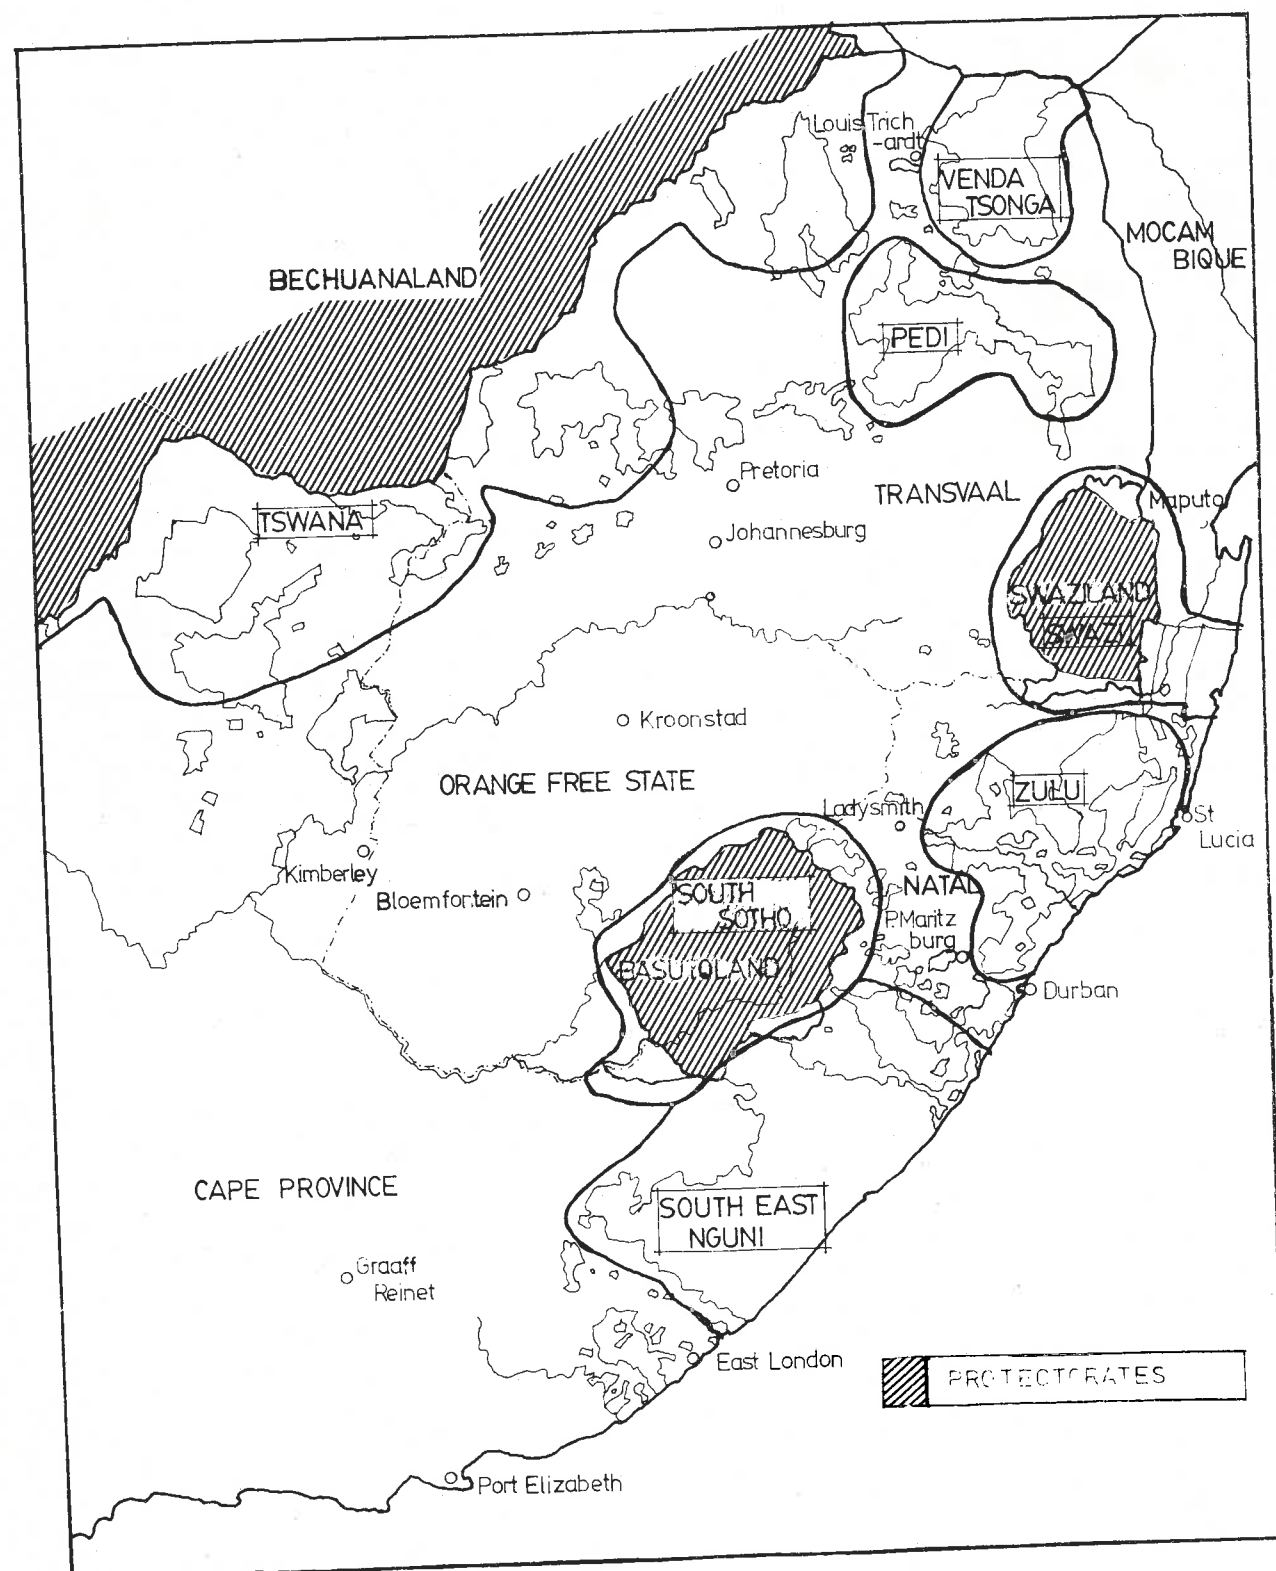 Louis Trich
-ardt
VENDA
TSONGA
MOCAM
BIQUE
BECHUANALAND
PEDI
Pretoria
TRANSVAAL
Maputo
TSWANA
Johannesburg
SWAZILAND
SWAZI
Kroonstad
ORANGE FREE STATE
ZULU
Ladysmith
St
Lucia
Kimberley
Bloemfortein
SOUTH
SOTHO
NATAL
P.Maritz
burg
BASUTOLAND
Durban
CAPE PROVINCE
SOUTH EAST
NGUNI
Graaff
Reinet
East London
PROTECTORATES
Port Elizabeth